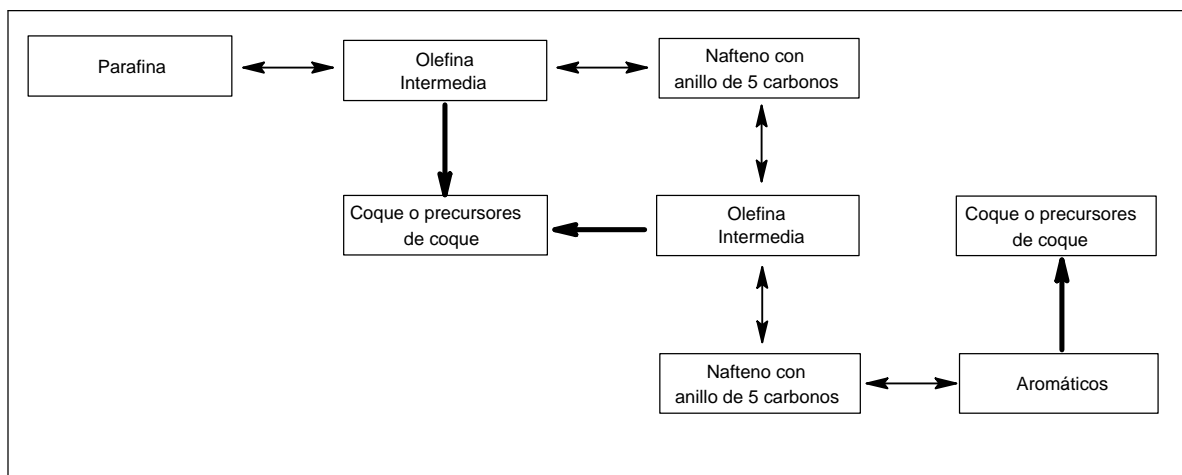 Parafina
Olefina
Intermedia
Nafteno con
anillo de 5 carbonos
Coque o precursores
de coque
Olefina
Intermedia
Coque o precursores
de coque
Nafteno con
anillo de 5 carbonos
Aromáticos